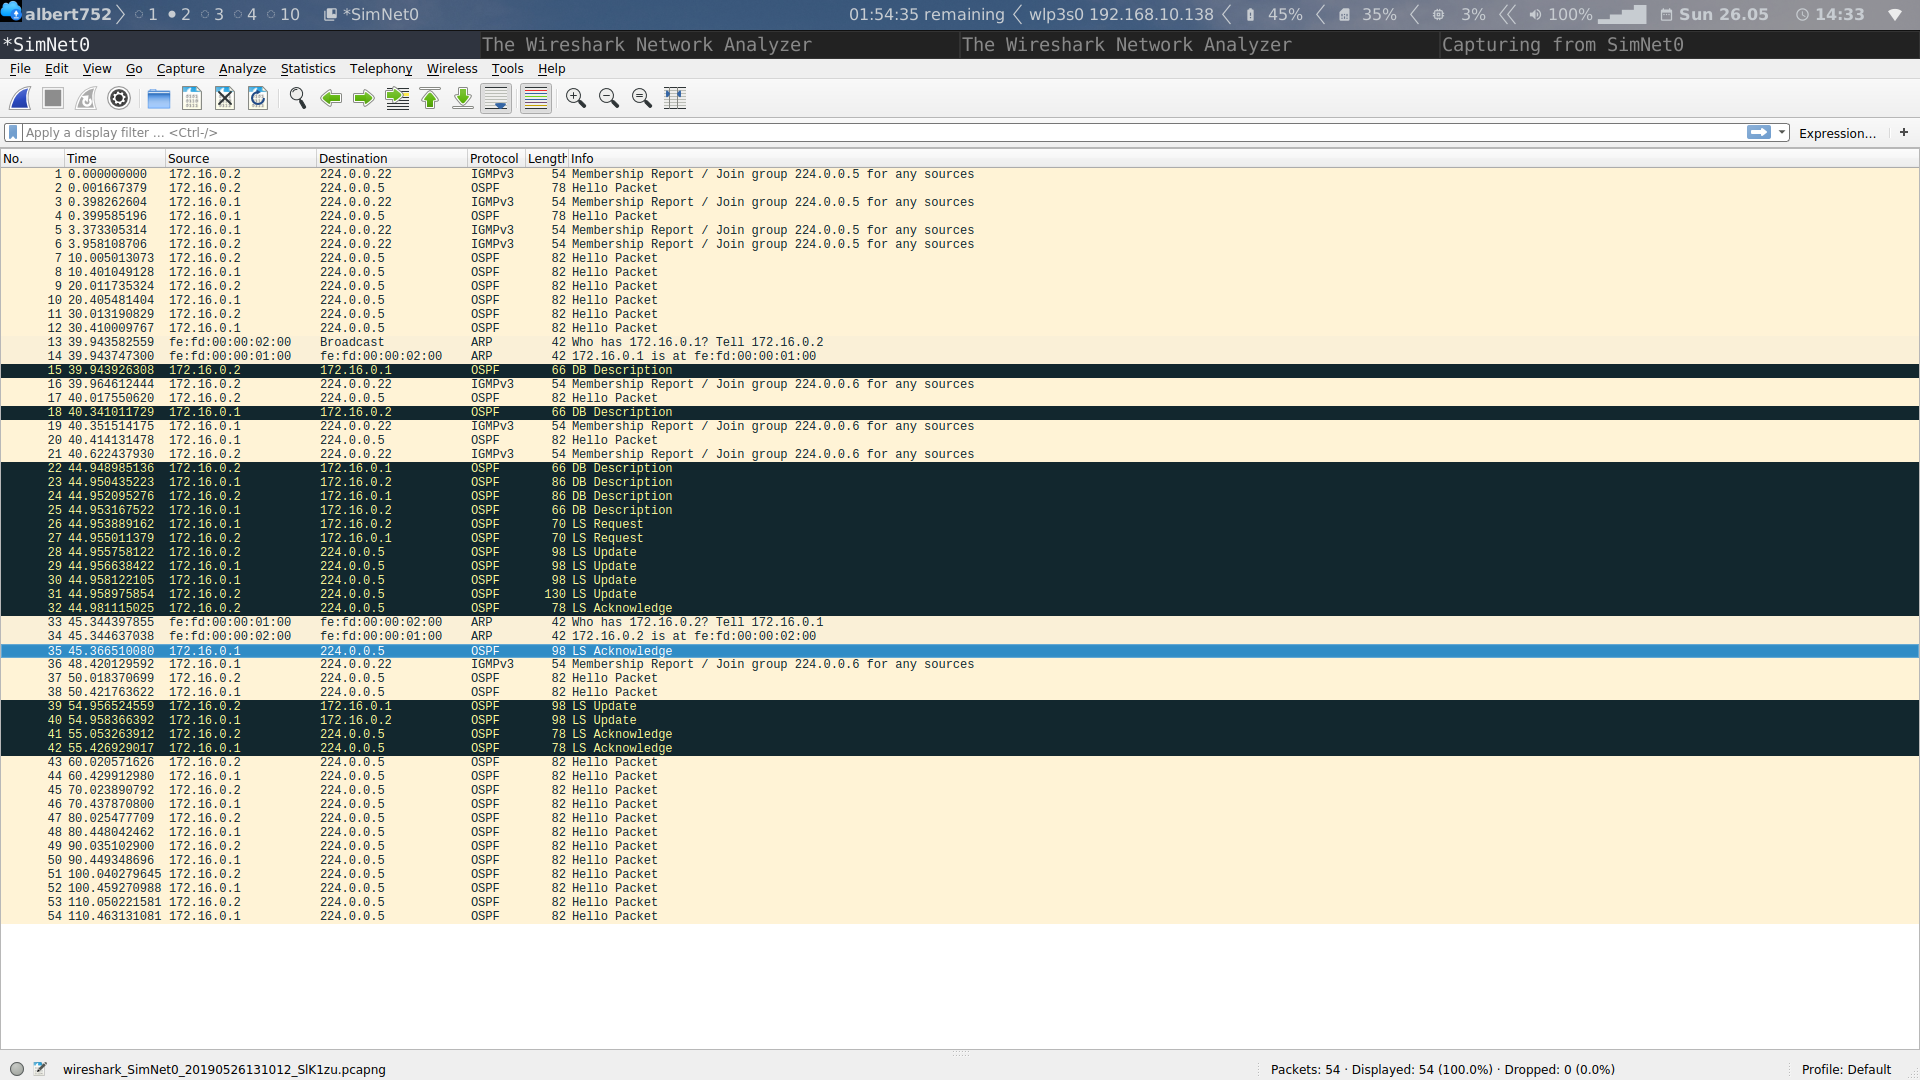 albert752 1 2 3 4 10 *SimNet0 01:54:35 remaining wlp3s0 192.168.10.138 45% 35% 3% 100% Sun 26.05 14:33
*SimNet0 The Wireshark Network Analyzer The Wireshark Network Analyzer Capturing from SimNet0
File Edit View Go Capture Analyze Statistics Telephony Wireless Tools Help
Apply a display filter ... <Ctrl-/> Expression... +
No. Time Source Destination Protocol Length Info
1 0.000000000 172.16.0.2 224.0.0.22 IGMPv3 54 Membership Report / Join group 224.0.0.5 for any sources
2 0.001667379 172.16.0.2 224.0.0.5 OSPF 78 Hello Packet
3 0.398262604 172.16.0.1 224.0.0.22 IGMPv3 54 Membership Report / Join group 224.0.0.5 for any sources
4 0.399585196 172.16.0.1 224.0.0.5 OSPF 78 Hello Packet
5 3.373305314 172.16.0.1 224.0.0.22 IGMPv3 54 Membership Report / Join group 224.0.0.5 for any sources
6 3.958108706 172.16.0.2 224.0.0.22 IGMPv3 54 Membership Report / Join group 224.0.0.5 for any sources
7 10.005013073 172.16.0.2 224.0.0.5 OSPF 82 Hello Packet
8 10.401049128 172.16.0.1 224.0.0.5 OSPF 82 Hello Packet
9 20.011735324 172.16.0.2 224.0.0.5 OSPF 82 Hello Packet
10 20.405481404 172.16.0.1 224.0.0.5 OSPF 82 Hello Packet
11 30.013190829 172.16.0.2 224.0.0.5 OSPF 82 Hello Packet
12 30.410009767 172.16.0.1 224.0.0.5 OSPF 82 Hello Packet
13 39.943582559 fe:fd:00:00:02:00 Broadcast ARP 42 Who has 172.16.0.1? Tell 172.16.0.2
14 39.943747300 fe:fd:00:00:01:00 fe:fd:00:00:02:00 ARP 42 172.16.0.1 is at fe:fd:00:00:01:00
15 39.943926308 172.16.0.2 172.16.0.1 OSPF 66 DB Description
16 39.964612444 172.16.0.2 224.0.0.22 IGMPv3 54 Membership Report / Join group 224.0.0.6 for any sources
17 40.017550620 172.16.0.2 224.0.0.5 OSPF 82 Hello Packet
18 40.341011729 172.16.0.1 172.16.0.2 OSPF 66 DB Description
19 40.351514175 172.16.0.1 224.0.0.22 IGMPv3 54 Membership Report / Join group 224.0.0.6 for any sources
20 40.414131478 172.16.0.1 224.0.0.5 OSPF 82 Hello Packet
21 40.622437930 172.16.0.2 224.0.0.22 IGMPv3 54 Membership Report / Join group 224.0.0.6 for any sources
22 44.948985136 172.16.0.2 172.16.0.1 OSPF 66 DB Description
23 44.950435223 172.16.0.1 172.16.0.2 OSPF 86 DB Description
24 44.952095276 172.16.0.2 172.16.0.1 OSPF 86 DB Description
25 44.953167522 172.16.0.1 172.16.0.2 OSPF 66 DB Description
26 44.953889162 172.16.0.1 172.16.0.2 OSPF 70 LS Request
27 44.955011379 172.16.0.2 172.16.0.1 OSPF 70 LS Request
28 44.955758122 172.16.0.2 224.0.0.5 OSPF 98 LS Update
29 44.956638422 172.16.0.1 224.0.0.5 OSPF 98 LS Update
30 44.958122105 172.16.0.1 224.0.0.5 OSPF 98 LS Update
31 44.958975854 172.16.0.2 224.0.0.5 OSPF 130 LS Update
32 44.981115025 172.16.0.2 224.0.0.5 OSPF 78 LS Acknowledge
33 45.344397855 fe:fd:00:00:01:00 fe:fd:00:00:02:00 ARP 42 Who has 172.16.0.2? Tell 172.16.0.1
34 45.344637038 fe:fd:00:00:02:00 fe:fd:00:00:01:00 ARP 42 172.16.0.2 is at fe:fd:00:00:02:00
35 45.366510080 172.16.0.1 224.0.0.5 OSPF 98 LS Acknowledge
36 48.420129592 172.16.0.1 224.0.0.22 IGMPv3 54 Membership Report / Join group 224.0.0.6 for any sources
37 50.018370699 172.16.0.2 224.0.0.5 OSPF 82 Hello Packet
38 50.421763622 172.16.0.1 224.0.0.5 OSPF 82 Hello Packet
39 54.956524559 172.16.0.2 172.16.0.1 OSPF 98 LS Update
40 54.958366392 172.16.0.1 172.16.0.2 OSPF 98 LS Update
41 55.053263912 172.16.0.2 224.0.0.5 OSPF 78 LS Acknowledge
42 55.426929017 172.16.0.1 224.0.0.5 OSPF 78 LS Acknowledge
43 60.020571626 172.16.0.2 224.0.0.5 OSPF 82 Hello Packet
44 60.429912980 172.16.0.1 224.0.0.5 OSPF 82 Hello Packet
45 70.023890792 172.16.0.2 224.0.0.5 OSPF 82 Hello Packet
46 70.437870800 172.16.0.1 224.0.0.5 OSPF 82 Hello Packet
47 80.025477709 172.16.0.2 224.0.0.5 OSPF 82 Hello Packet
48 80.448042462 172.16.0.1 224.0.0.5 OSPF 82 Hello Packet
49 90.035102900 172.16.0.2 224.0.0.5 OSPF 82 Hello Packet
50 90.449348696 172.16.0.1 224.0.0.5 OSPF 82 Hello Packet
51 100.040279645 172.16.0.2 224.0.0.5 OSPF 82 Hello Packet
52 100.459270988 172.16.0.1 224.0.0.5 OSPF 82 Hello Packet
53 110.050221581 172.16.0.2 224.0.0.5 OSPF 82 Hello Packet
54 110.463131081 172.16.0.1 224.0.0.5 OSPF 82 Hello Packet
wireshark_SimNet0_20190526131012_SlK1zu.pcapng Packets: 54 · Displayed: 54 (100.0%) · Dropped: 0 (0.0%) Profile: Default